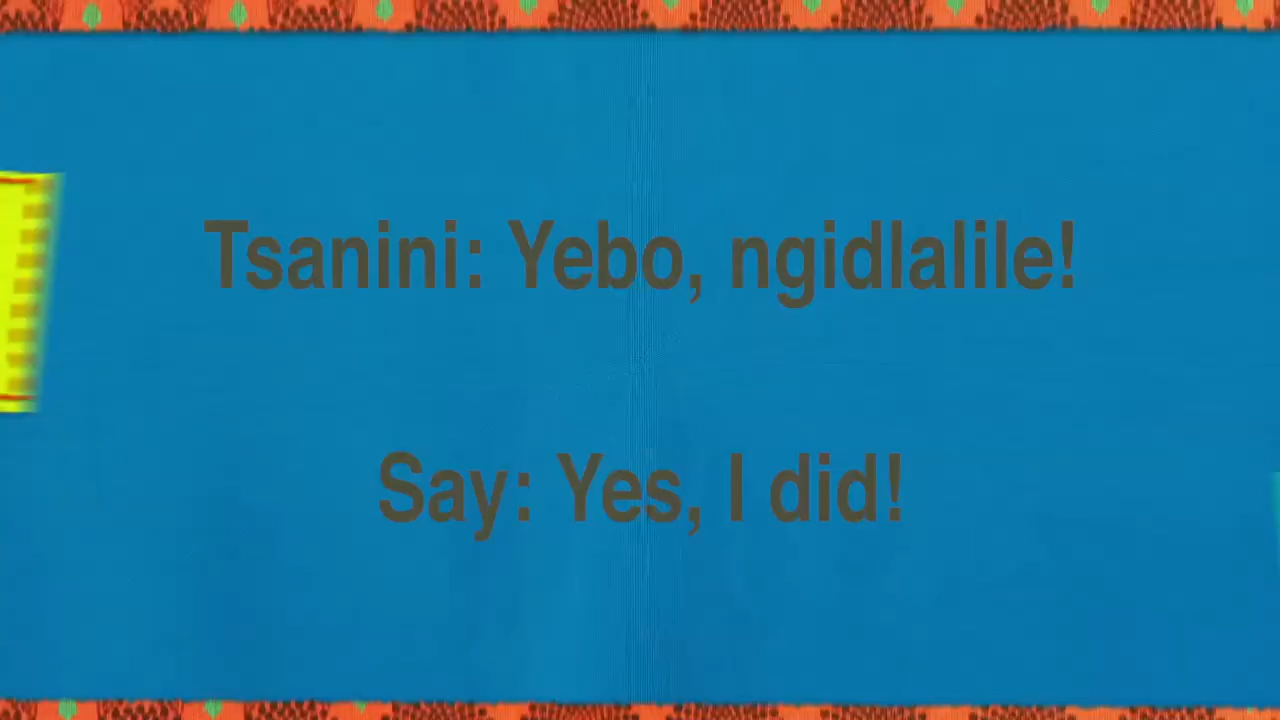 Tsanini: Yebo, ngidlalile!
Say: Yes, I did!